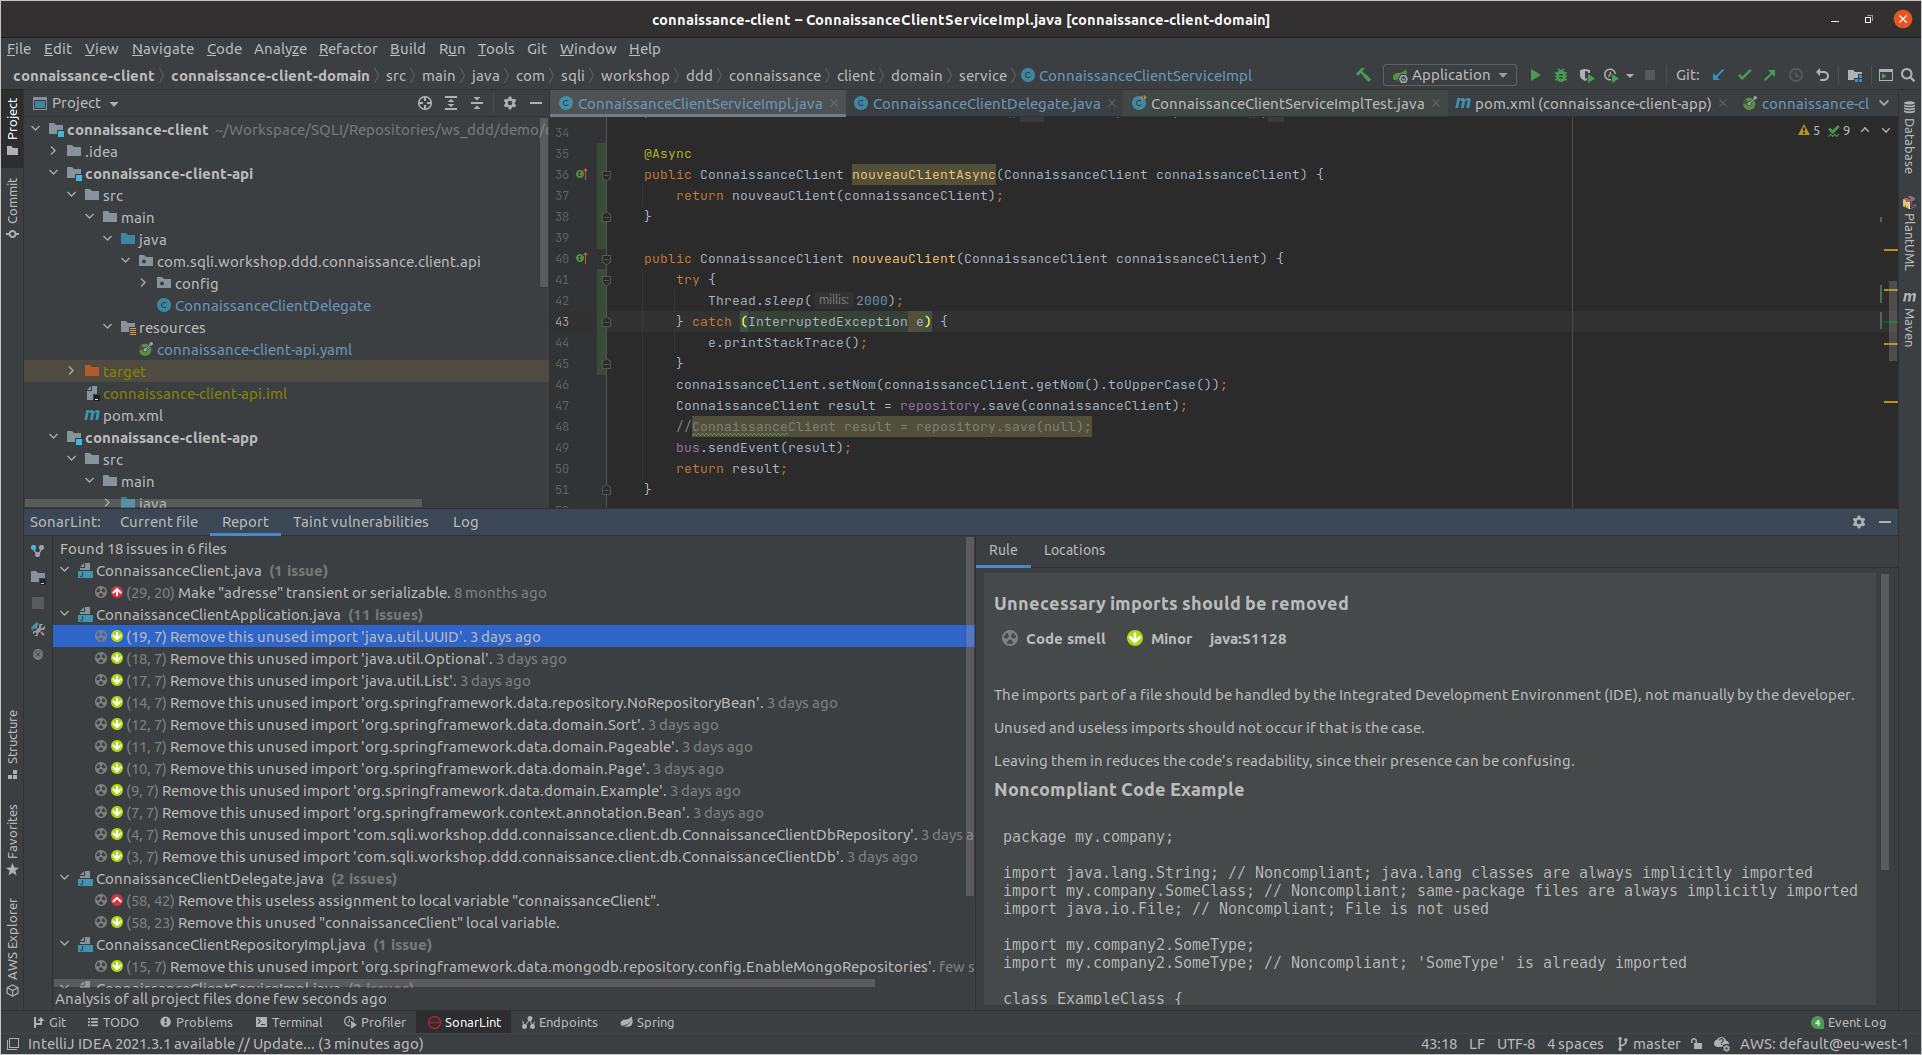 connaissance-client – ConnaissanceClientServiceImpl.java [connaissance-client-domain]
File Edit View Navigate Code Analyze Refactor Build Run Tools Git Window Help
connaissance-client connaissance-client-domain src main java com sqli workshop ddd connaissance client domain service ConnaissanceClientServiceImpl Application Git:
Project
ConnaissanceClientServiceImpl.java ConnaissanceClientDelegate.java ConnaissanceClientServiceImplTest.java pom.xml (connaissance-client-app) connaissance-cl
Project
Commit
Structure
Favorites
AWS Explorer
Database
PlantUML
Maven
connaissance-client ~/Workspace/SQLI/Repositories/ws_ddd/demo/
.idea
connaissance-client-api
src
main
java
com.sqli.workshop.ddd.connaissance.client.api
config
ConnaissanceClientDelegate
resources
connaissance-client-api.yaml
target
connaissance-client-api.iml
pom.xml
connaissance-client-app
src
main
java
5 9
34
35 @Async
36 public ConnaissanceClient nouveauClientAsync(ConnaissanceClient connaissanceClient) {
37 return nouveauClient(connaissanceClient);
38 }
39
40 public ConnaissanceClient nouveauClient(ConnaissanceClient connaissanceClient) {
41 try {
42 Thread.sleep( millis: 2000);
43 } catch (InterruptedException e) {
44 e.printStackTrace();
45 }
46 connaissanceClient.setNom(connaissanceClient.getNom().toUpperCase());
47 ConnaissanceClient result = repository.save(connaissanceClient);
48 //ConnaissanceClient result = repository.save(null);
49 bus.sendEvent(result);
50 return result;
51 }
SonarLint: Current file Report Taint vulnerabilities Log
Found 18 issues in 6 files
ConnaissanceClient.java (1 issue)
(29, 20) Make "adresse" transient or serializable. 8 months ago
ConnaissanceClientApplication.java (11 issues)
(19, 7) Remove this unused import 'java.util.UUID'. 3 days ago
(18, 7) Remove this unused import 'java.util.Optional'. 3 days ago
(17, 7) Remove this unused import 'java.util.List'. 3 days ago
(14, 7) Remove this unused import 'org.springframework.data.repository.NoRepositoryBean'. 3 days ago
(12, 7) Remove this unused import 'org.springframework.data.domain.Sort'. 3 days ago
(11, 7) Remove this unused import 'org.springframework.data.domain.Pageable'. 3 days ago
(10, 7) Remove this unused import 'org.springframework.data.domain.Page'. 3 days ago
(9, 7) Remove this unused import 'org.springframework.data.domain.Example'. 3 days ago
(7, 7) Remove this unused import 'org.springframework.context.annotation.Bean'. 3 days ago
(4, 7) Remove this unused import 'com.sqli.workshop.ddd.connaissance.client.db.ConnaissanceClientDbRepository'. 3 days a
(3, 7) Remove this unused import 'com.sqli.workshop.ddd.connaissance.client.db.ConnaissanceClientDb'. 3 days ago
ConnaissanceClientDelegate.java (2 issues)
(58, 42) Remove this useless assignment to local variable "connaissanceClient".
(58, 23) Remove this unused "connaissanceClient" local variable.
ConnaissanceClientRepositoryImpl.java (1 issue)
(15, 7) Remove this unused import 'org.springframework.data.mongodb.repository.config.EnableMongoRepositories'. few s
Analysis of all project files done few seconds ago
Rule Locations
Unnecessary imports should be removed
Code smell Minor java:S1128
The imports part of a file should be handled by the Integrated Development Environment (IDE), not manually by the developer.
Unused and useless imports should not occur if that is the case.
Leaving them in reduces the code's readability, since their presence can be confusing.
Noncompliant Code Example
package my.company;
import java.lang.String; // Noncompliant; java.lang classes are always implicitly imported
import my.company.SomeClass; // Noncompliant; same-package files are always implicitly imported
import java.io.File; // Noncompliant; File is not used
import my.company2.SomeType;
import my.company2.SomeType; // Noncompliant; 'SomeType' is already imported
class ExampleClass {
Git TODO Problems Terminal Profiler SonarLint Endpoints Spring 4 Event Log
IntelliJ IDEA 2021.3.1 available // Update... (3 minutes ago) 43:18 LF UTF-8 4 spaces master AWS: default@eu-west-1